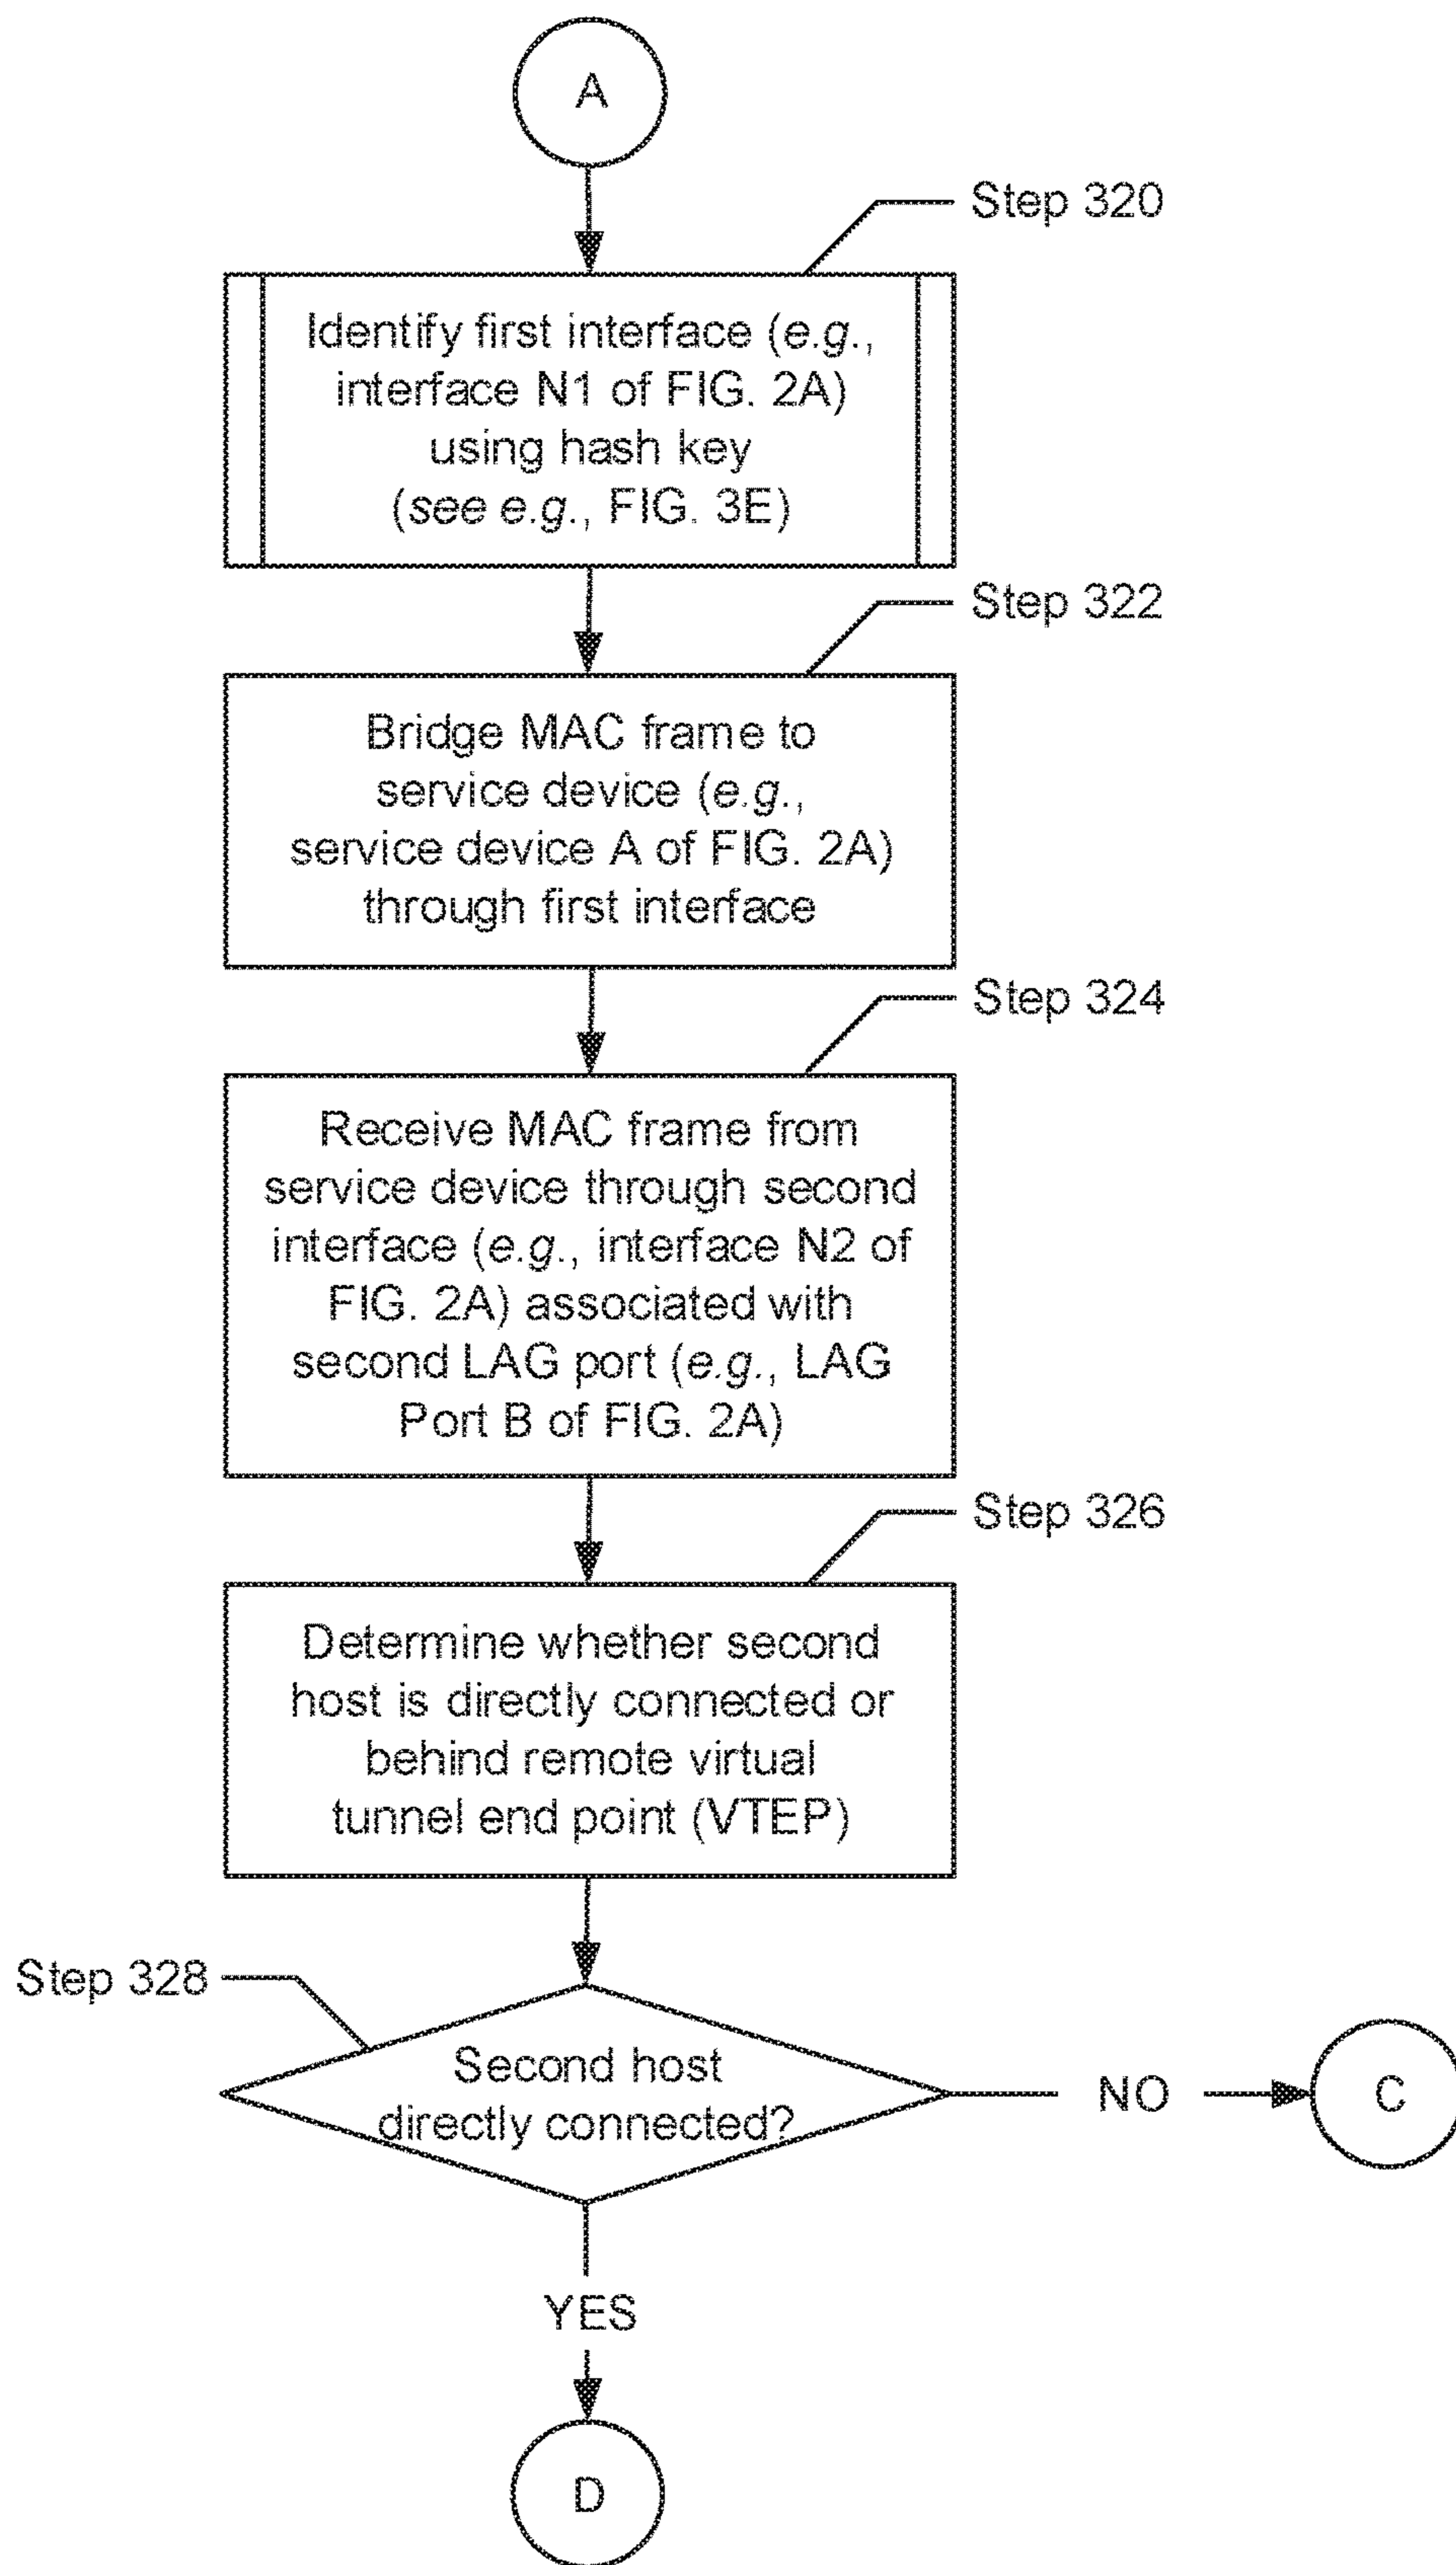 A
Step 320
Identify first interface (e.g.,
interface N1 of FIG. 2A)
using hash key
(see e.g., FIG. 3E)
Step 322
Bridge MAC frame to
service device (e.g.,
service device A of FIG. 2A)
through first interface
Step 324
Receive MAC frame from
service device through second
interface (e.g., interface N2 of
FIG. 2A) associated with
second LAG port (e.g., LAG
Port B of FIG. 2A)
Step 326
Determine whether second
host is directly connected or
behind remote virtual
tunnel end point (VTEP)
Step 328
Second host
directly connected?
NO
C
YES
D